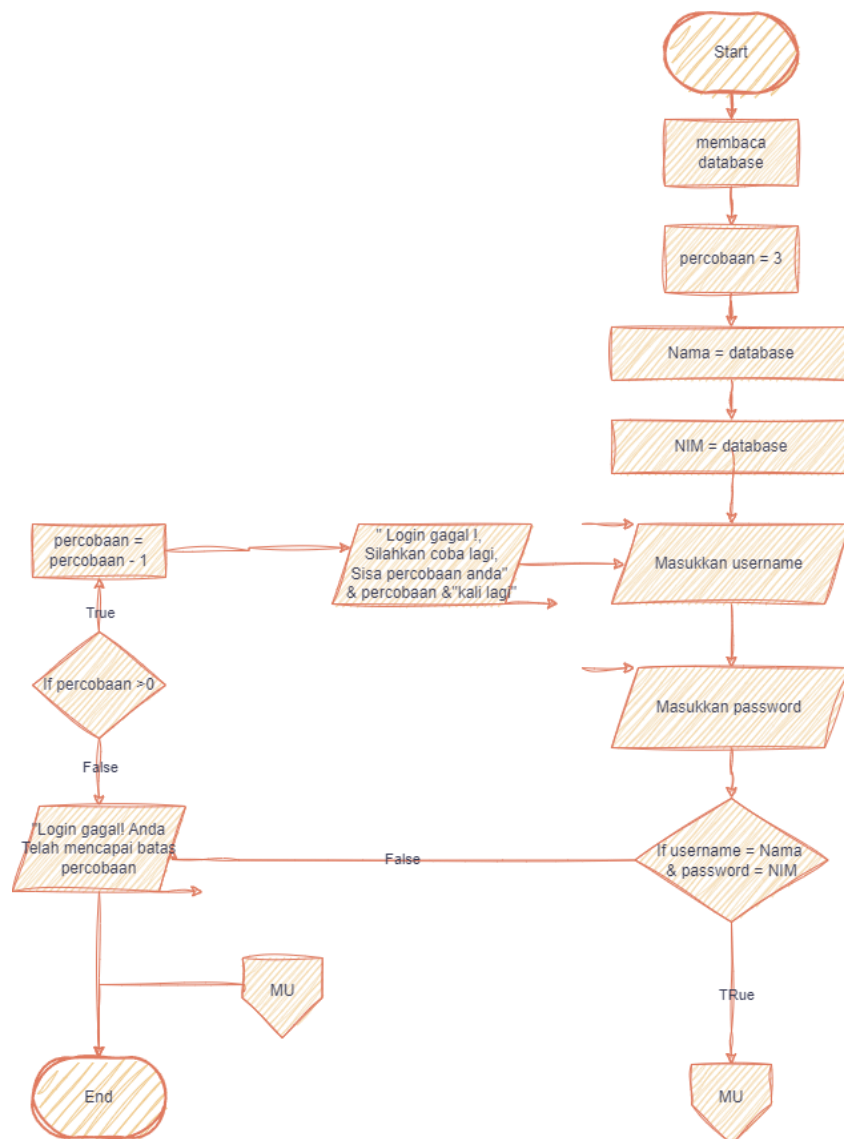 Start
membaca
database
percobaan = 3
Nama = database
NIM = database
Masukkan username
Masukkan password
If username = Nama
& password = NIM
TRue
MU
False
If percobaan >0
True
percobaan =
percobaan - 1
" Login gagal !,
Silahkan coba lagi,
Sisa percobaan anda"
& percobaan &"kali lagi"
False
"Login gagal! Anda
Telah mencapai batas
percobaan
MU
End